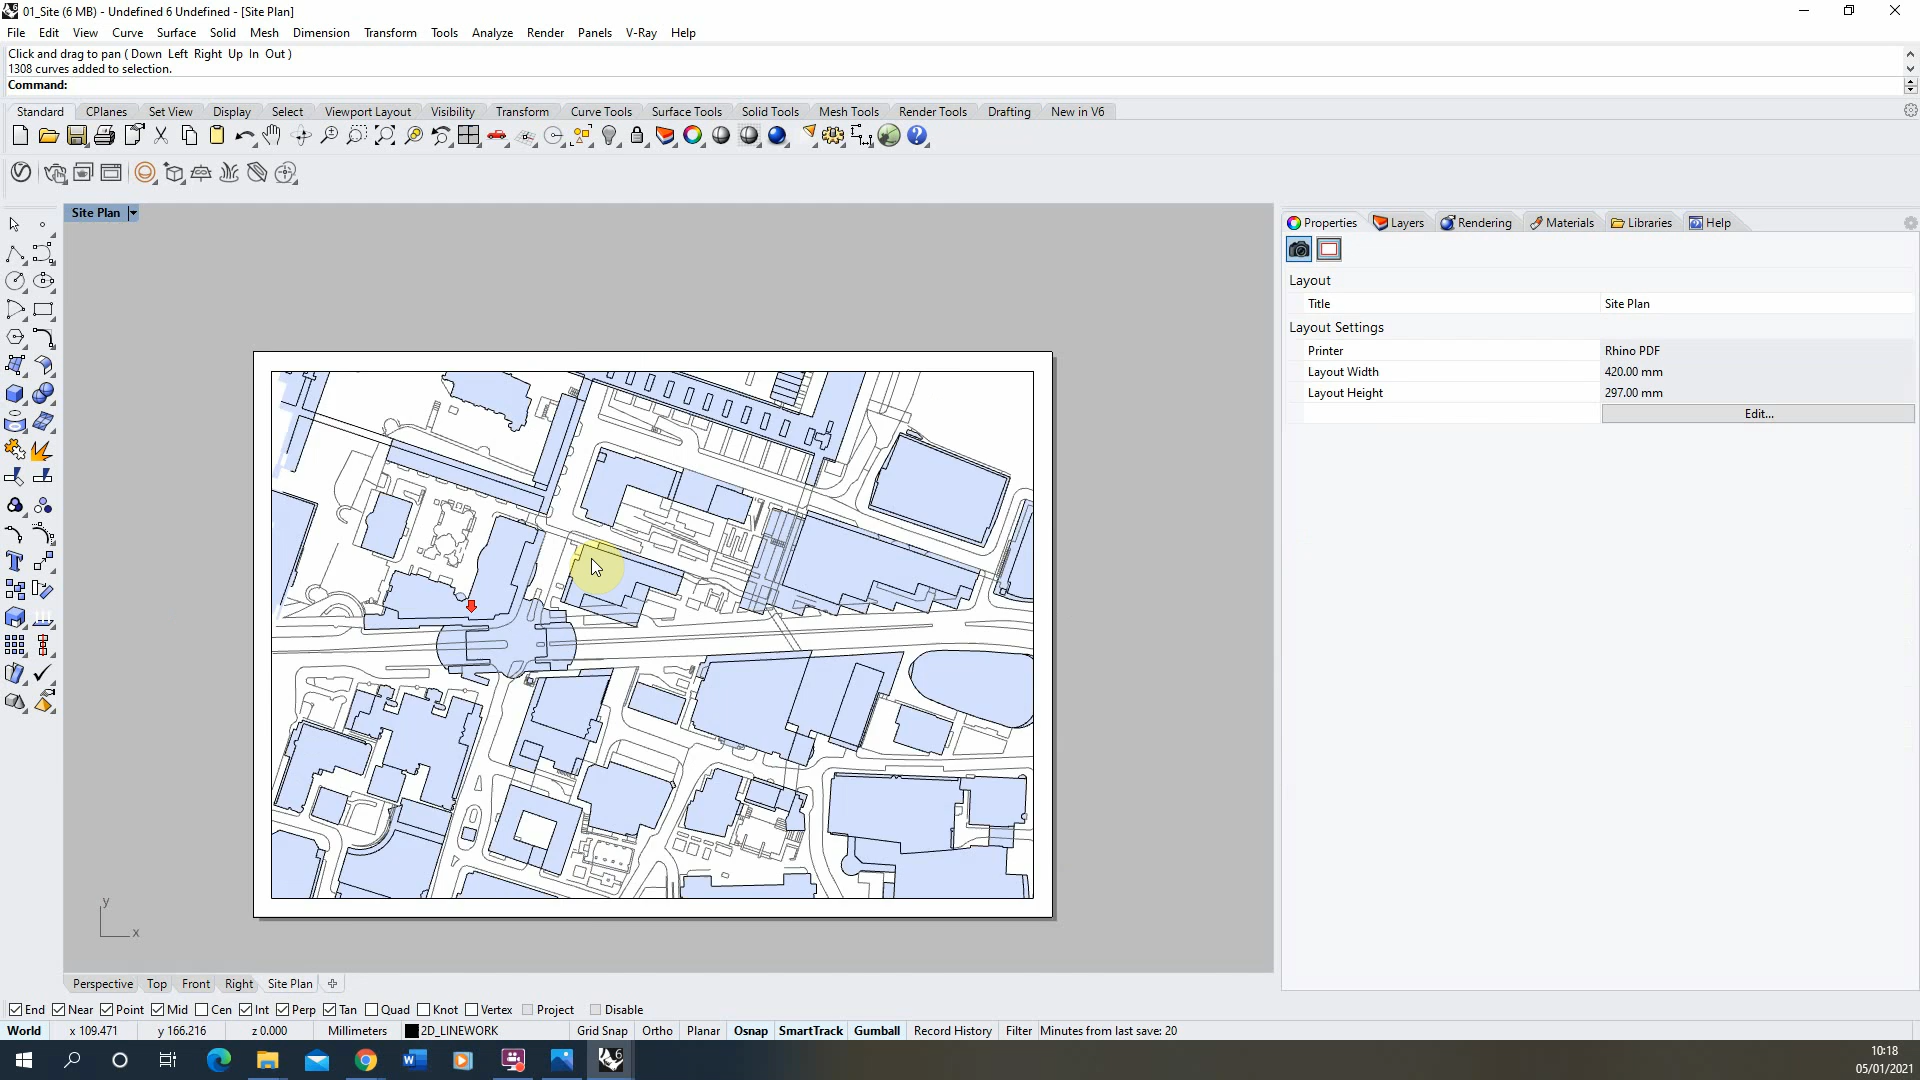 01_Site (6 MB) - Undefined 6 Undefined - [Site Plan]
File Edit View Curve Surface Solid Mesh Dimension Transform Tools Analyze Render Panels V-Ray Help
Click and drag to pan ( Down Left Right Up In Out )
1308 curves added to selection.
Command:
Standard CPlanes Set View Display Select Viewport Layout Visibility Transform Curve Tools Surface Tools Solid Tools Mesh Tools Render Tools Drafting New in V6
Site Plan
Properties Layers Rendering Materials Libraries Help
Layout
Title Site Plan
Layout Settings
Printer Rhino PDF
Layout Width 420.00 mm
Layout Height 297.00 mm
Edit...
y
x
Perspective Top Front Right Site Plan
End Near Point Mid Cen Int Perp Tan Quad Knot Vertex Project Disable
World x 109.471 y 166.216 z 0.000 Millimeters 2D_LINEWORK Grid Snap Ortho Planar Osnap SmartTrack Gumball Record History Filter Minutes from last save: 20
10:18
05/01/2021